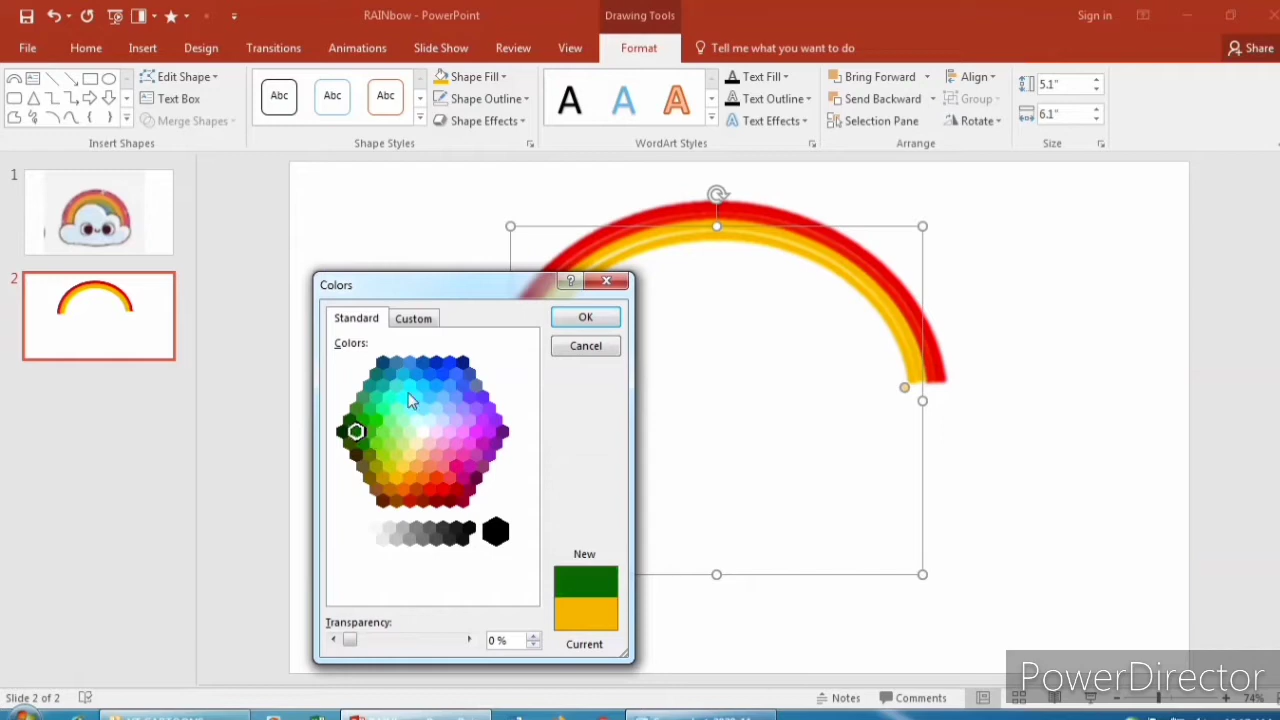 RAINbow - PowerPoint
Drawing Tools
Sign in
File Home Insert Design Transitions Animations Slide Show Review View Format Tell me what you want to do Share
Edit Shape
Text Box
Merge Shapes
Insert Shapes
Abc Abc Abc
Shape Fill
Shape Outline
Shape Effects
Shape Styles
A A A
Text Fill
Text Outline
Text Effects
WordArt Styles
Bring Forward
Send Backward
Selection Pane
Align
Group
Rotate
Arrange
5.1"
6.1"
Size
1
2
Colors
Standard Custom
OK
Cancel
Colors:
New
Current
Transparency:
0 %
PowerDirector
Slide 2 of 2
Notes
Comments
74%